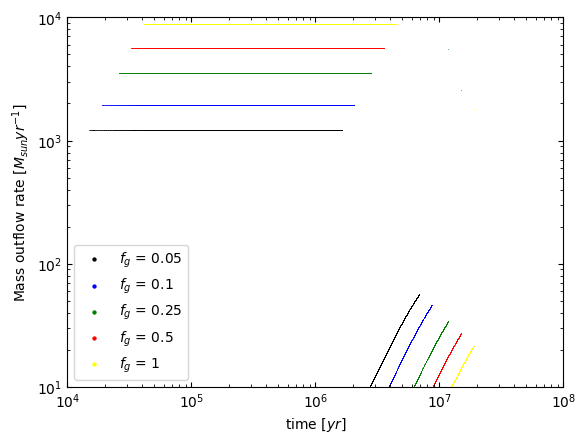 10^4
10^3
10^2
10^1
Mass outflow rate [M_{sun}yr^{-1}]
f_g = 0.05
f_g = 0.1
f_g = 0.25
f_g = 0.5
f_g = 1
10^4 10^5 10^6 10^7 10^8
time [yr]